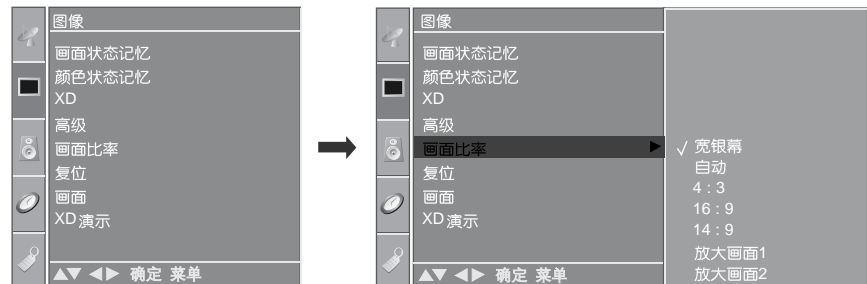 图像
画面状态记忆
颜色状态记忆
XD
高级
画面比率
复位
画面
XD演示
▲▼ ◀▶ 确定 菜单
图像
画面状态记忆
颜色状态记忆
XD
高级
画面比率 ▶
复位
画面
XD演示
▲▼ ◀▶ 确定 菜单
√ 宽银幕
自动
4 : 3
16 : 9
14 : 9
放大画面1
放大画面2